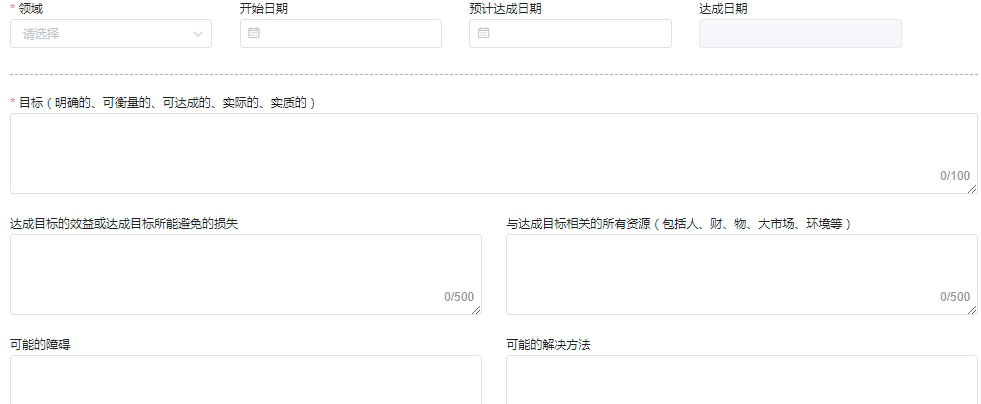 * 领域 开始日期 预计达成日期 达成日期
请选择
* 目标（明确的、可衡量的、可达成的、实际的、实质的）
0/100
达成目标的效益或达成目标所能避免的损失 与达成目标相关的所有资源（包括人、财、物、大市场、环境等）
0/500 0/500
可能的障碍 可能的解决方法